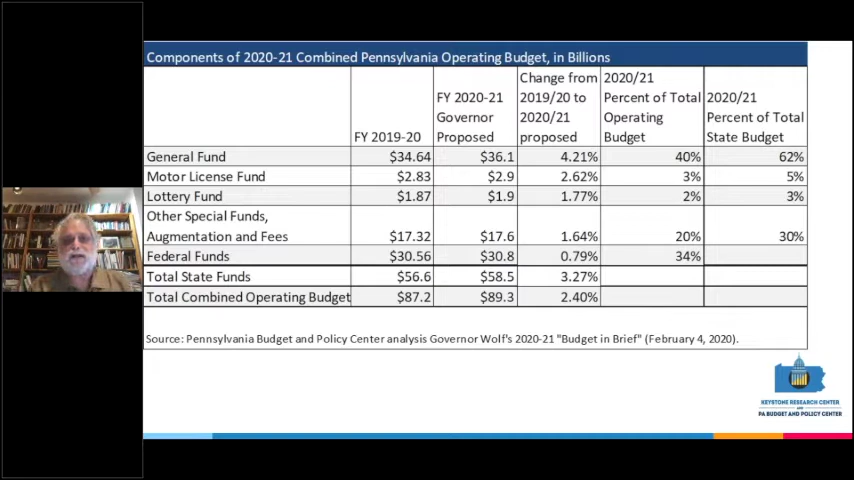 Components of 2020-21 Combined Pennsylvania Operating Budget, in Billions
FY 2019-20 | FY 2020-21 Governor Proposed | Change from 2019/20 to 2020/21 proposed | 2020/21 Percent of Total Operating Budget | 2020/21 Percent of Total State Budget
General Fund $34.64 $36.1 4.21% 40% 62%
Motor License Fund $2.83 $2.9 2.62% 3% 5%
Lottery Fund $1.87 $1.9 1.77% 2% 3%
Other Special Funds,
Augmentation and Fees $17.32 $17.6 1.64% 20% 30%
Federal Funds $30.56 $30.8 0.79% 34%
Total State Funds $56.6 $58.5 3.27%
Total Combined Operating Budget $87.2 $89.3 2.40%
Source: Pennsylvania Budget and Policy Center analysis Governor Wolf's 2020-21 "Budget in Brief" (February 4, 2020).
KEYSTONE RESEARCH CENTER
AND
PA BUDGET AND POLICY CENTER